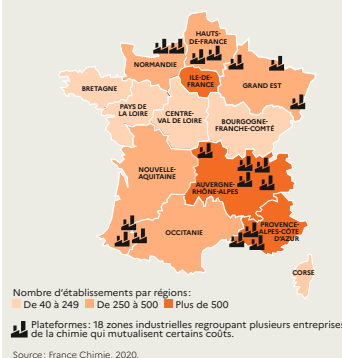 HAUTS-
DE-FRANCE
NORMANDIE
ILE-DE-
FRANCE
GRAND EST
BRETAGNE
PAYS DE
LA LOIRE
CENTRE-
VAL DE LOIRE
BOURGOGNE-
FRANCHE-COMTÉ
NOUVELLE-
AQUITAINE
AUVERGNE-
RHÔNE-ALPES
OCCITANIE
PROVENCE-
ALPES-CÔTE
D'AZUR
CORSE
Nombre d'établissements par régions:
De 40 à 249 De 250 à 500 Plus de 500
Plateformes: 18 zones industrielles regroupant plusieurs entreprises
de la chimie qui mutualisent certains coûts.
Source: France Chimie, 2020.